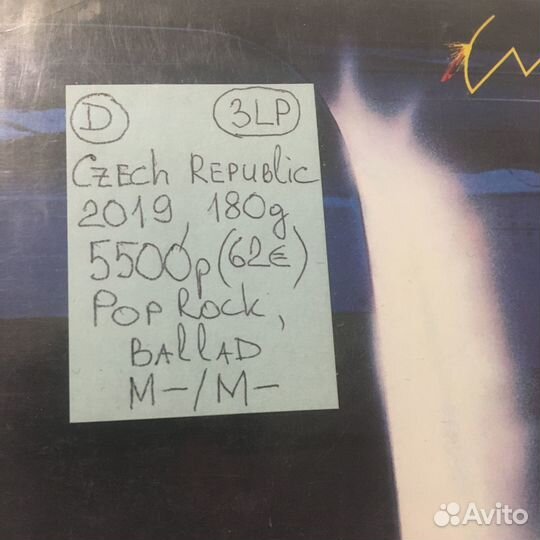 D 3LP
CZECh REPUBlic
2019, 180g
5500р (62€)
POP Rock,
BAllAD
M-/M-
Avito